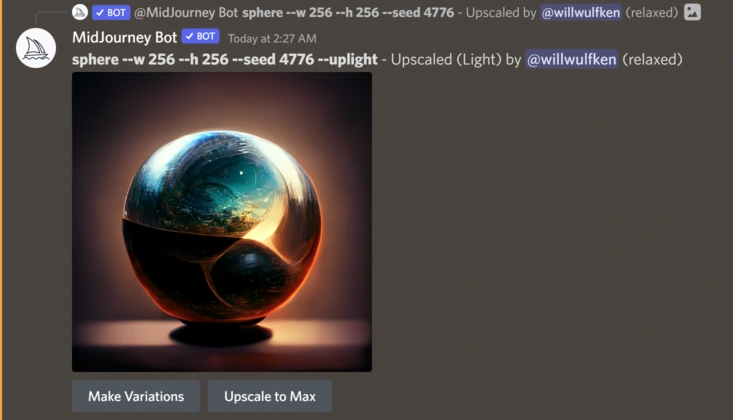 BOT @MidJourney Bot sphere --w 256 --h 256 --seed 4776 - Upscaled by @willwulfken (relaxed)
MidJourney Bot BOT Today at 2:27 AM
sphere --w 256 --h 256 --seed 4776 --uplight - Upscaled (Light) by @willwulfken (relaxed)
Make Variations Upscale to Max